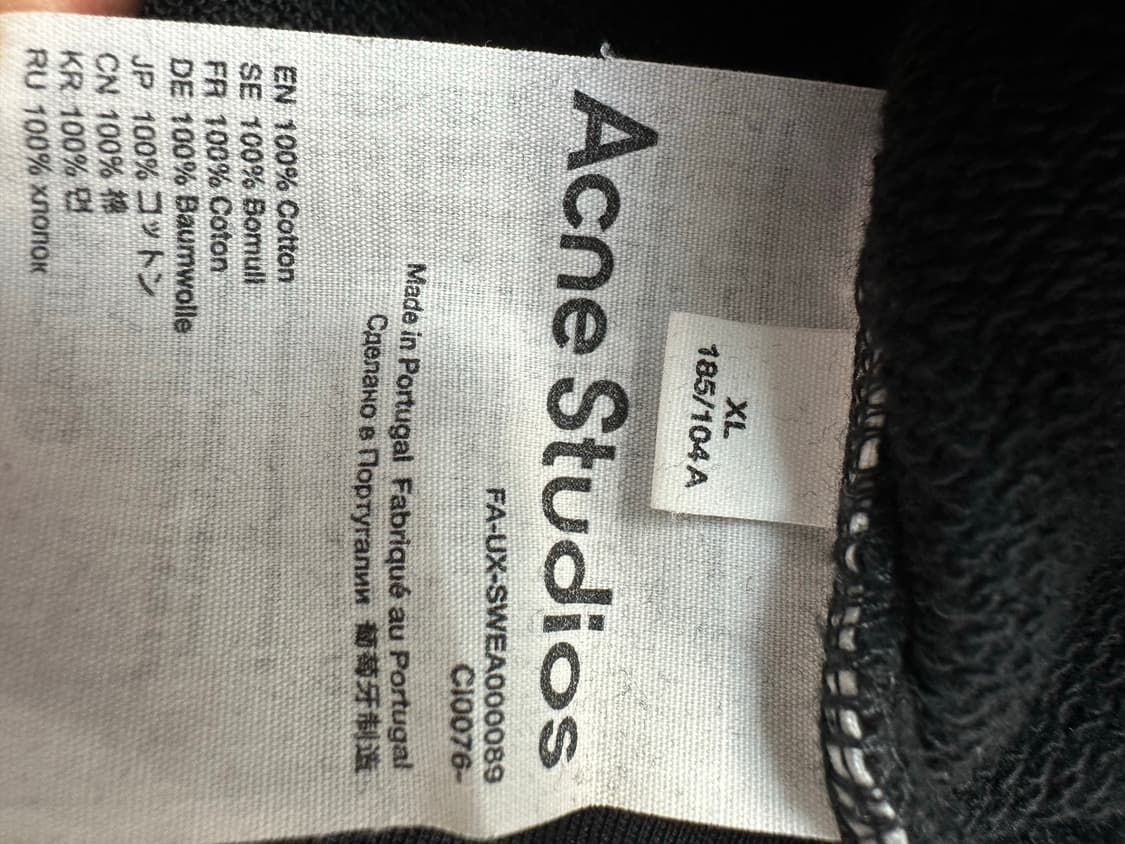 XL
185/104A
Acne Studios
FA-UX-SWEA000089
CI0076-
Made in Portugal Fabriqué au Portugal
Сделано в Португалии 葡萄牙制造
EN 100% Cotton
SE 100% Bomull
FR 100% Coton
DE 100% Baumwolle
JP 100% コットン
CN 100% 棉
KR 100% 면
RU 100% хлопок